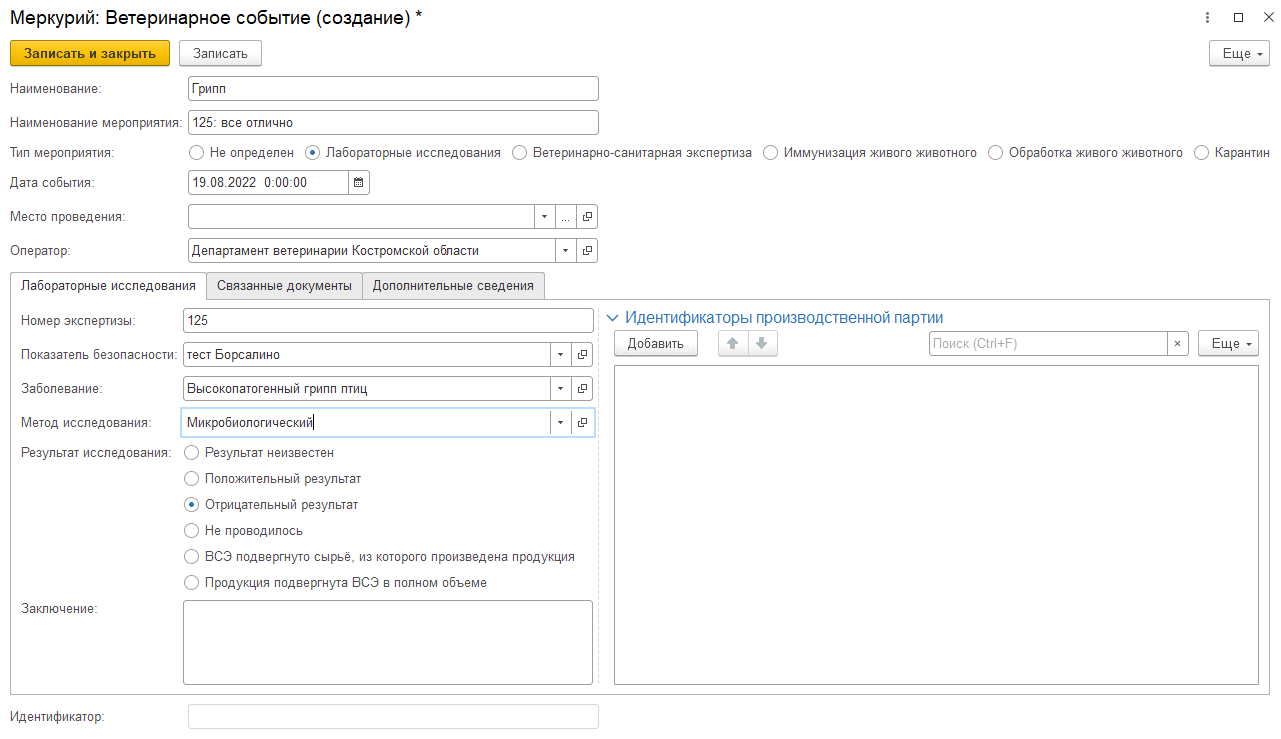 Меркурий: Ветеринарное событие (создание) *
Записать и закрыть Записать Еще
Наименование: Грипп
Наименование мероприятия: 125: все отлично
Тип мероприятия: Не определен Лабораторные исследования Ветеринарно-санитарная экспертиза Иммунизация живого животного Обработка живого животного Карантин
Дата события: 19.08.2022 0:00:00
Место проведения: ...
Оператор: Департамент ветеринарии Костромской области
Лабораторные исследования Связанные документы Дополнительные сведения
Номер экспертизы: 125
Показатель безопасности: тест Борсалино
Заболевание: Высокопатогенный грипп птиц
Метод исследования: Микробиологический
Результат исследования: Результат неизвестен
Положительный результат
Отрицательный результат
Не проводилось
ВСЭ подвергнуто сырьё, из которого произведена продукция
Продукция подвергнута ВСЭ в полном объеме
Заключение:
Идентификаторы производственной партии
Добавить Поиск (Ctrl+F) × Еще
Идентификатор: